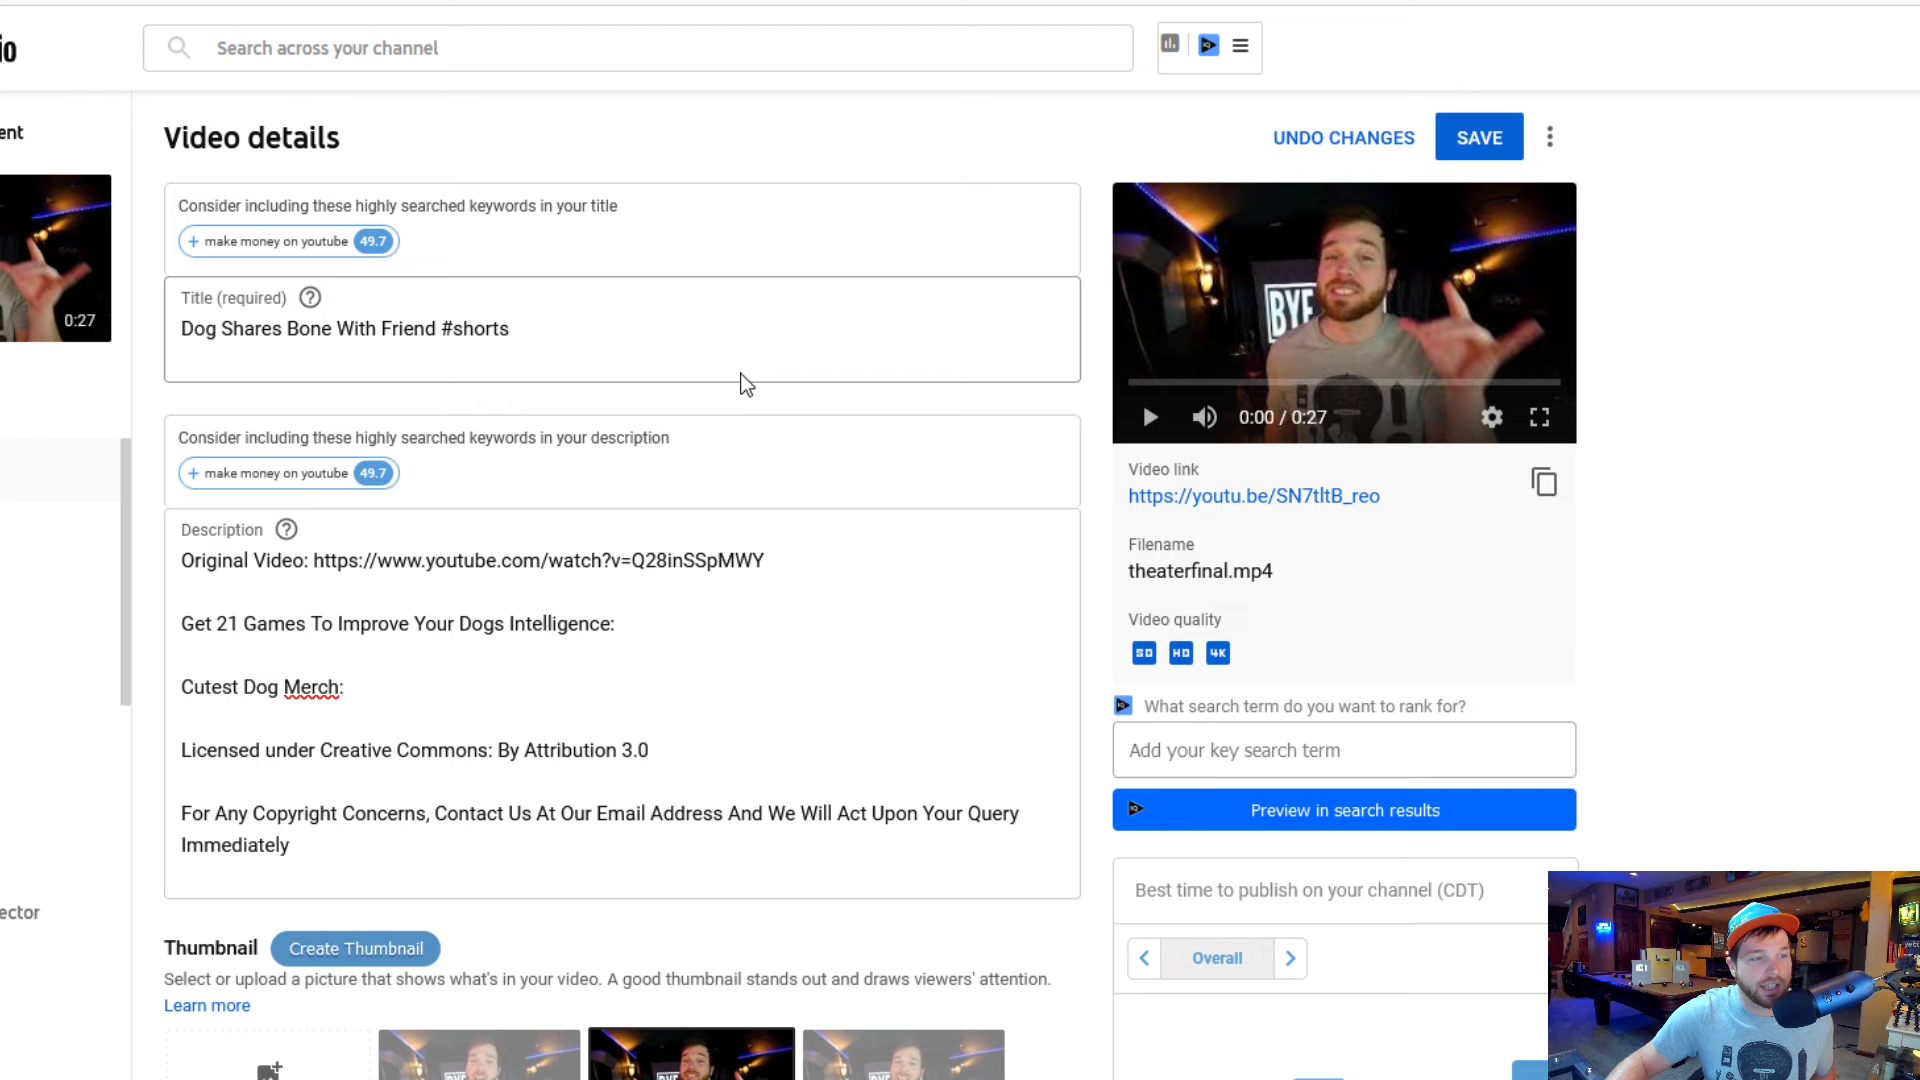 io
Search across your channel
ent
Video details
UNDO CHANGES
SAVE
Consider including these highly searched keywords in your title
+ make money on youtube 49.7
Title (required)
Dog Shares Bone With Friend #shorts
0:27
BYE
0:00 / 0:27
Consider including these highly searched keywords in your description
+ make money on youtube 49.7
Video link
https://youtu.be/SN7tltB_reo
Description
Original Video: https://www.youtube.com/watch?v=Q28inSSpMWY
Filename
theaterfinal.mp4
Get 21 Games To Improve Your Dogs Intelligence:
Video quality
SD HD 4K
Cutest Dog Merch:
What search term do you want to rank for?
Add your key search term
Licensed under Creative Commons: By Attribution 3.0
Preview in search results
For Any Copyright Concerns, Contact Us At Our Email Address And We Will Act Upon Your Query
Immediately
Best time to publish on your channel (CDT)
ector
Thumbnail
Create Thumbnail
Overall
Select or upload a picture that shows what's in your video. A good thumbnail stands out and draws viewers' attention.
Learn more